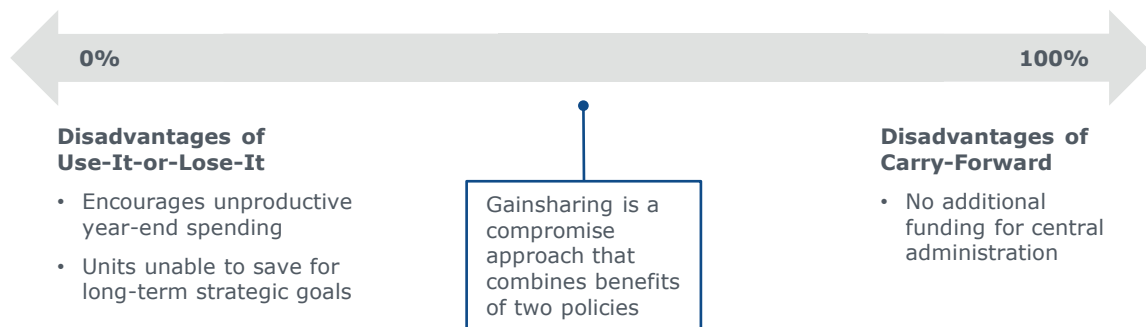 0%
100%
Disadvantages of
Use-It-or-Lose-It
• Encourages unproductive
year-end spending
• Units unable to save for
long-term strategic goals
Gainsharing is a
compromise
approach that
combines benefits
of two policies
Disadvantages of
Carry-Forward
• No additional
funding for central
administration